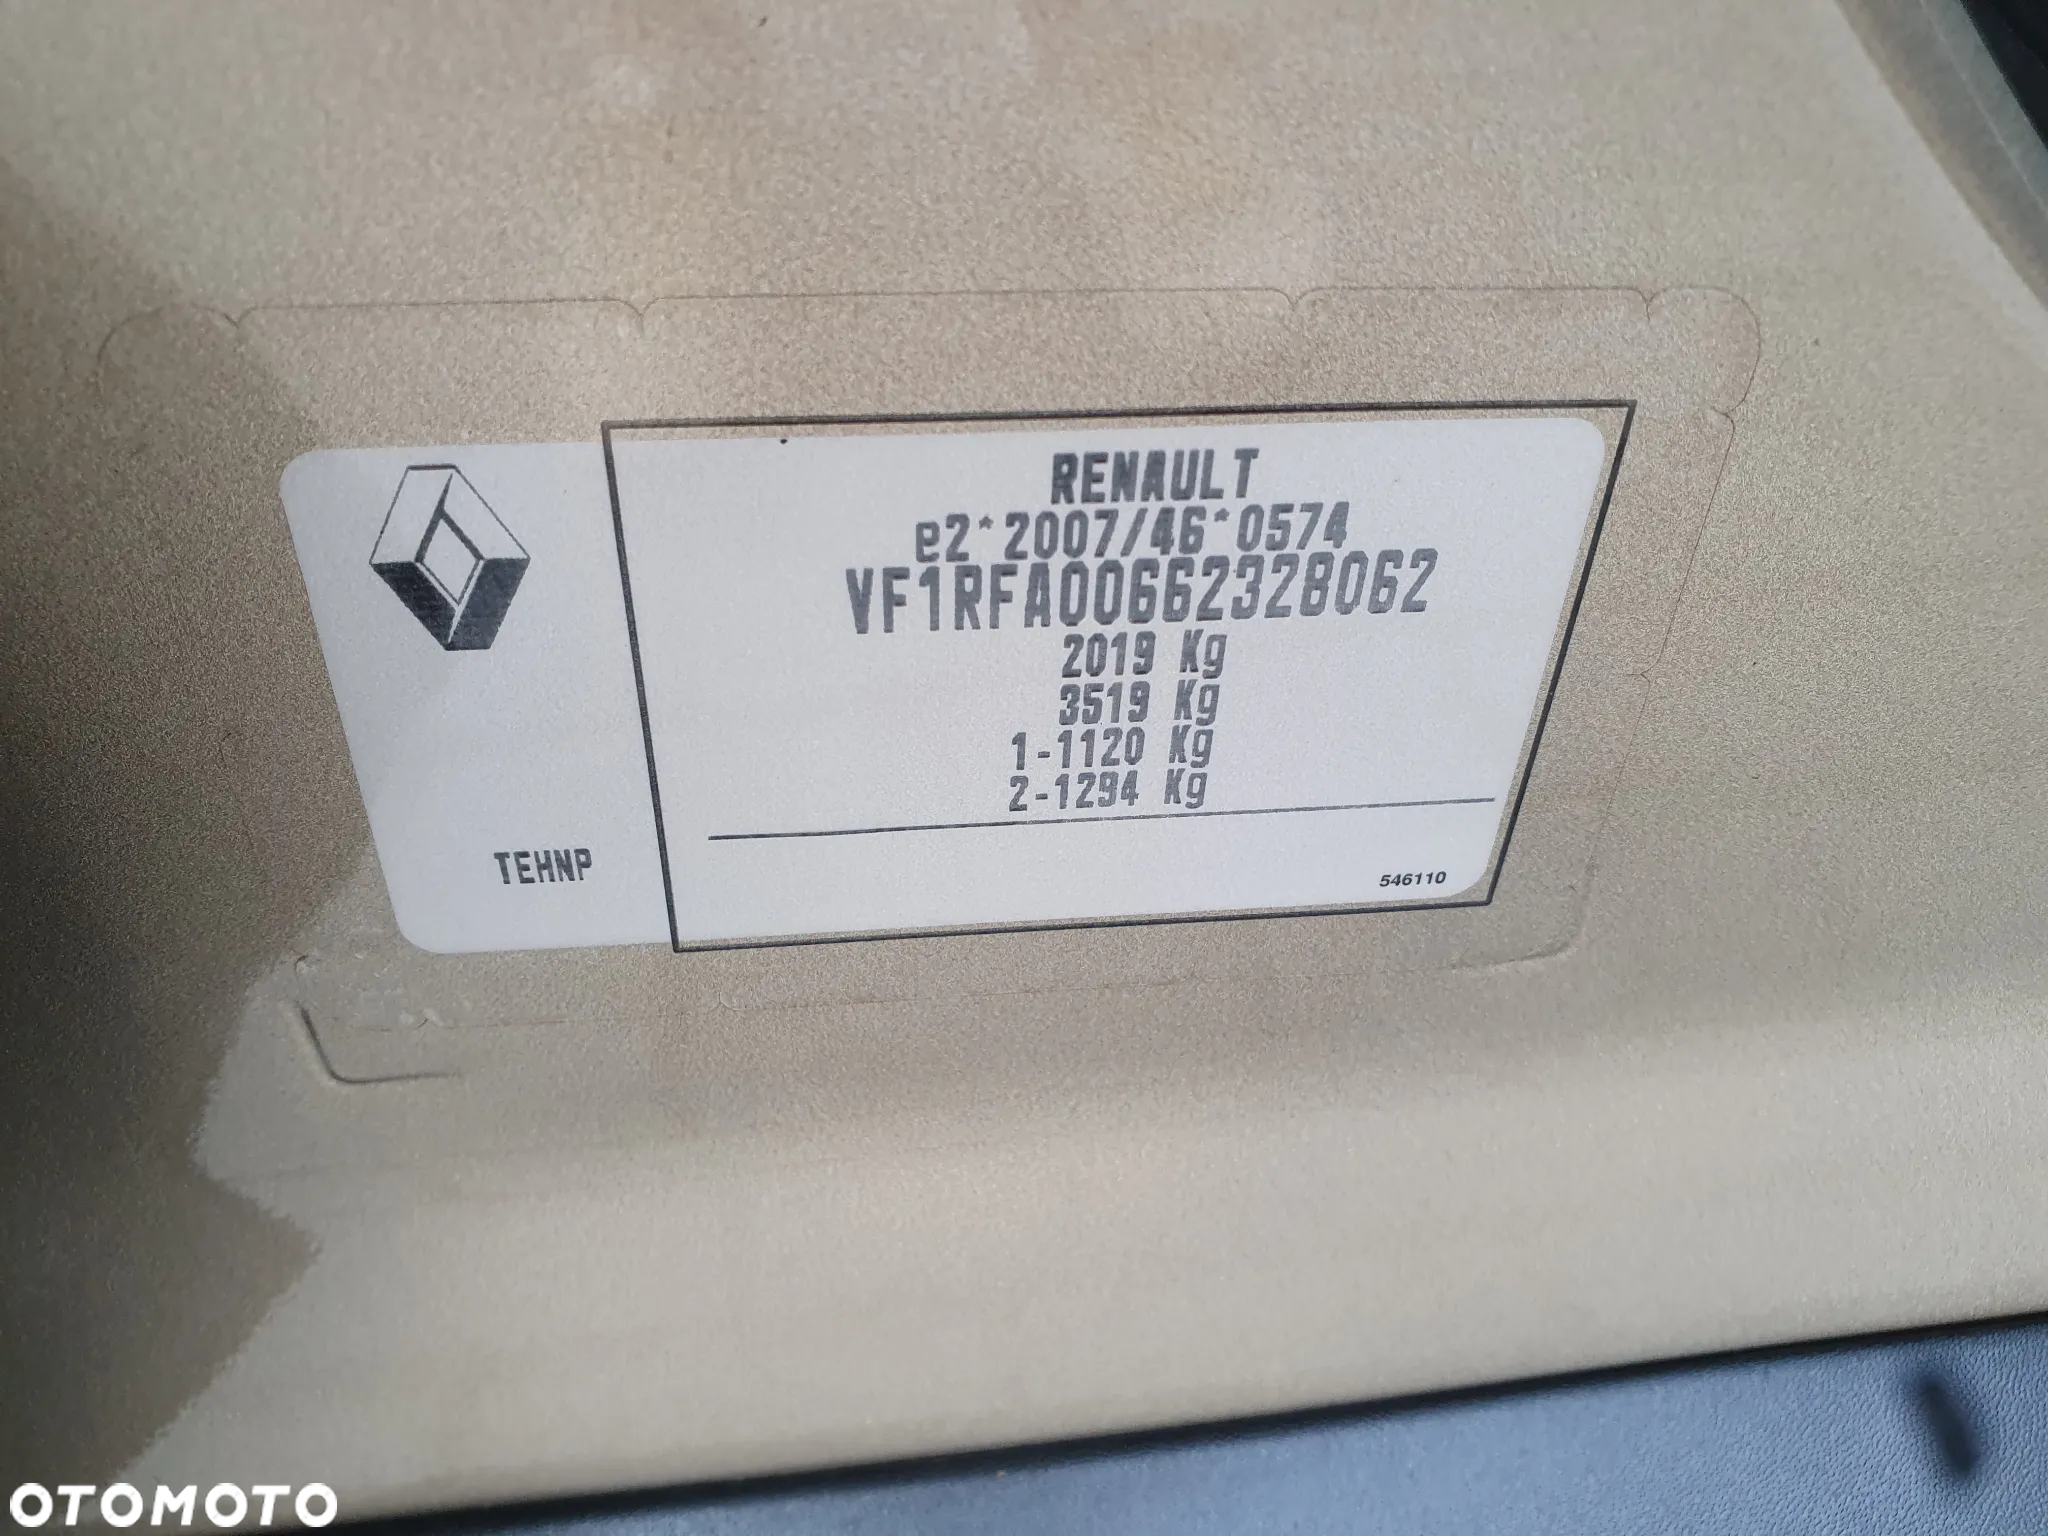 RENAULT
e2*2007/46*0574
VF1RFA00662328062
2019 Kg
3519 Kg
1-1120 Kg
2-1294 Kg
TEHNP
546110
OTOMOTO